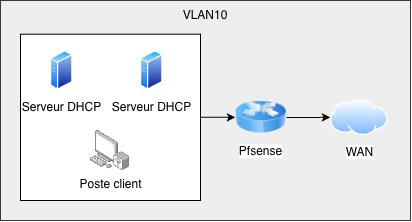 VLAN10
Serveur DHCP Serveur DHCP
Poste client
Pfsense
WAN